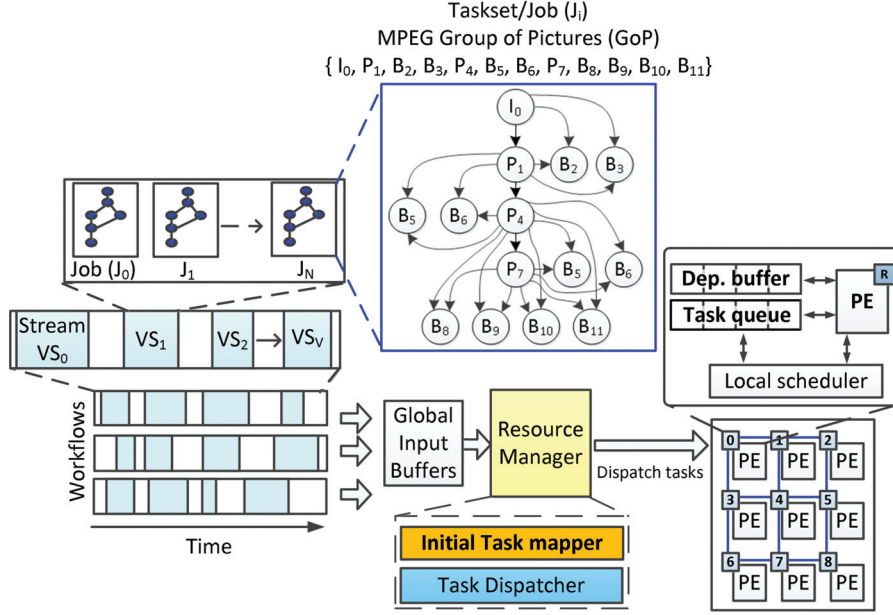 Taskset/Job (Jᵢ)
MPEG Group of Pictures (GoP)
{ I₀, P₁, B₂, B₃, P₄, B₅, B₆, P₇, B₈, B₉, B₁₀, B₁₁}
I₀
P₁
B₂
B₃
B₅
B₆
P₄
P₇
B₅
B₆
B₈
B₉
B₁₀
B₁₁
Job (J₀)
J₁
J_N
Stream
VS₀
VS₁
VS₂
VS_V
Workflows
Time
Global
Input
Buffers
Resource
Manager
Initial Task mapper
Task Dispatcher
Dispatch tasks
Dep. buffer
Task queue
PE
R
Local scheduler
0
1
2
PE
PE
PE
3
4
5
PE
PE
PE
6
7
8
PE
PE
PE